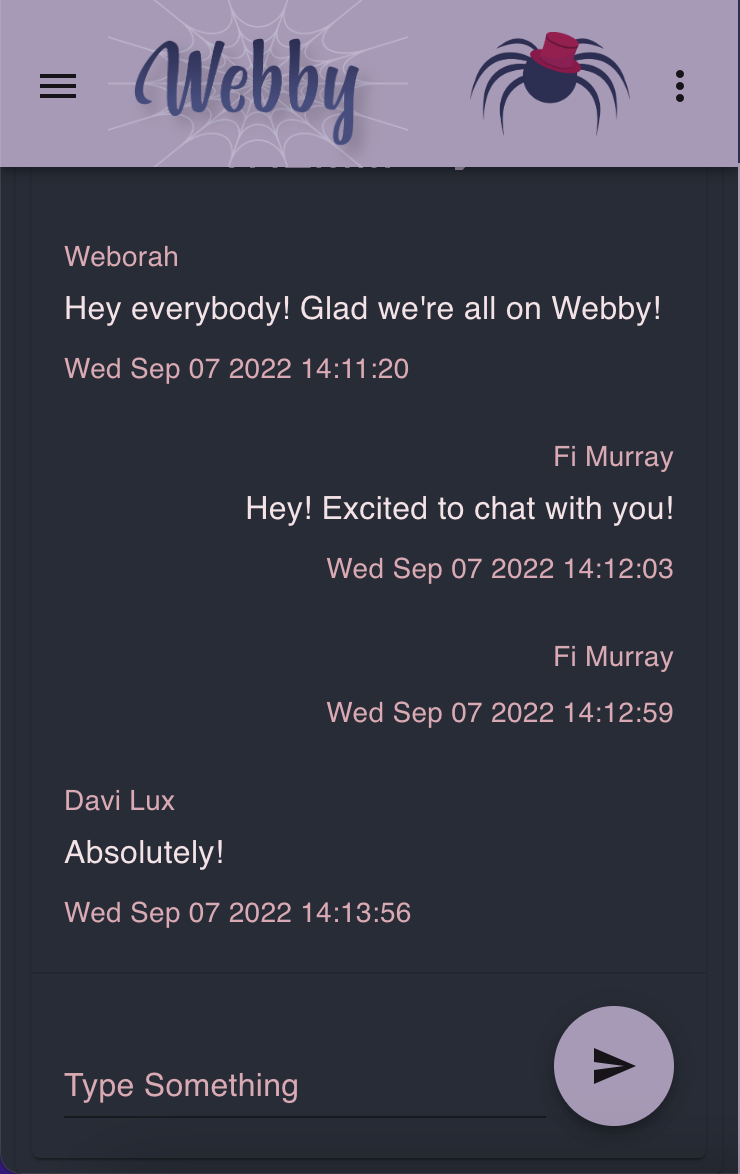 Webby
Weborah
Hey everybody! Glad we're all on Webby!
Wed Sep 07 2022 14:11:20
Fi Murray
Hey! Excited to chat with you!
Wed Sep 07 2022 14:12:03
Fi Murray
Wed Sep 07 2022 14:12:59
Davi Lux
Absolutely!
Wed Sep 07 2022 14:13:56
Type Something